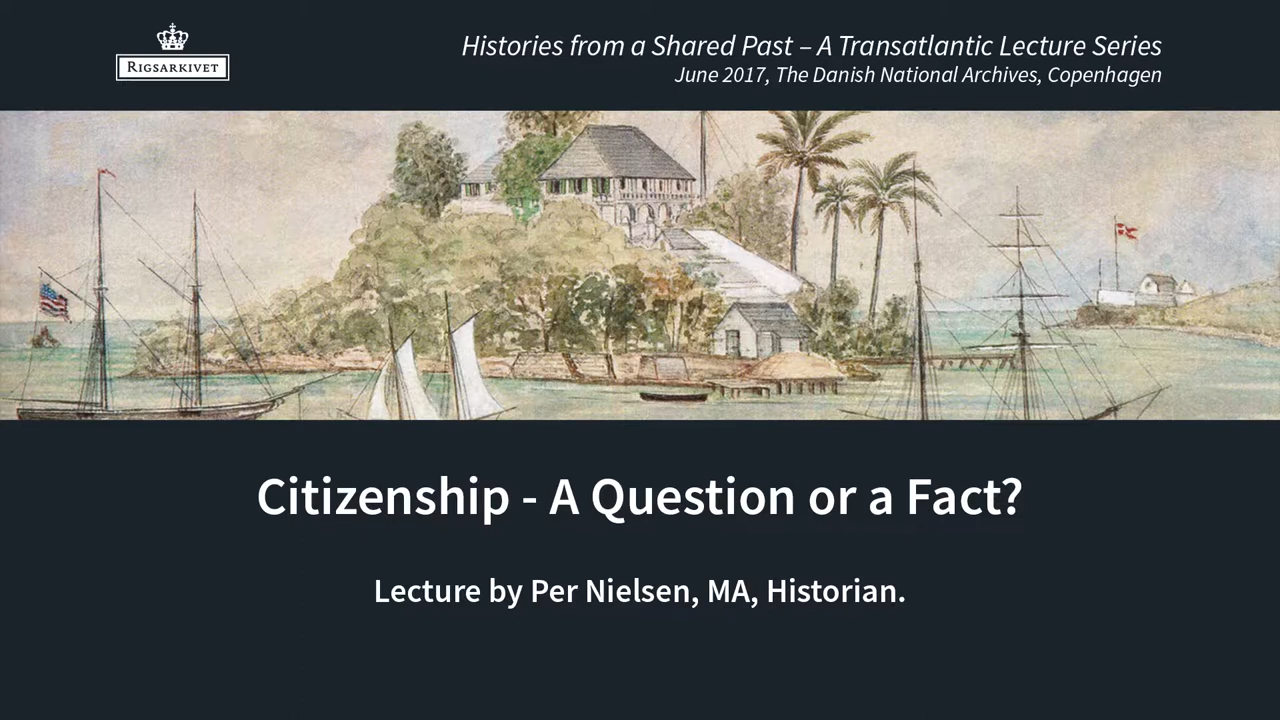 RIGSARKIVET
Histories from a Shared Past – A Transatlantic Lecture Series
June 2017, The Danish National Archives, Copenhagen
Citizenship - A Question or a Fact?
Lecture by Per Nielsen, MA, Historian.